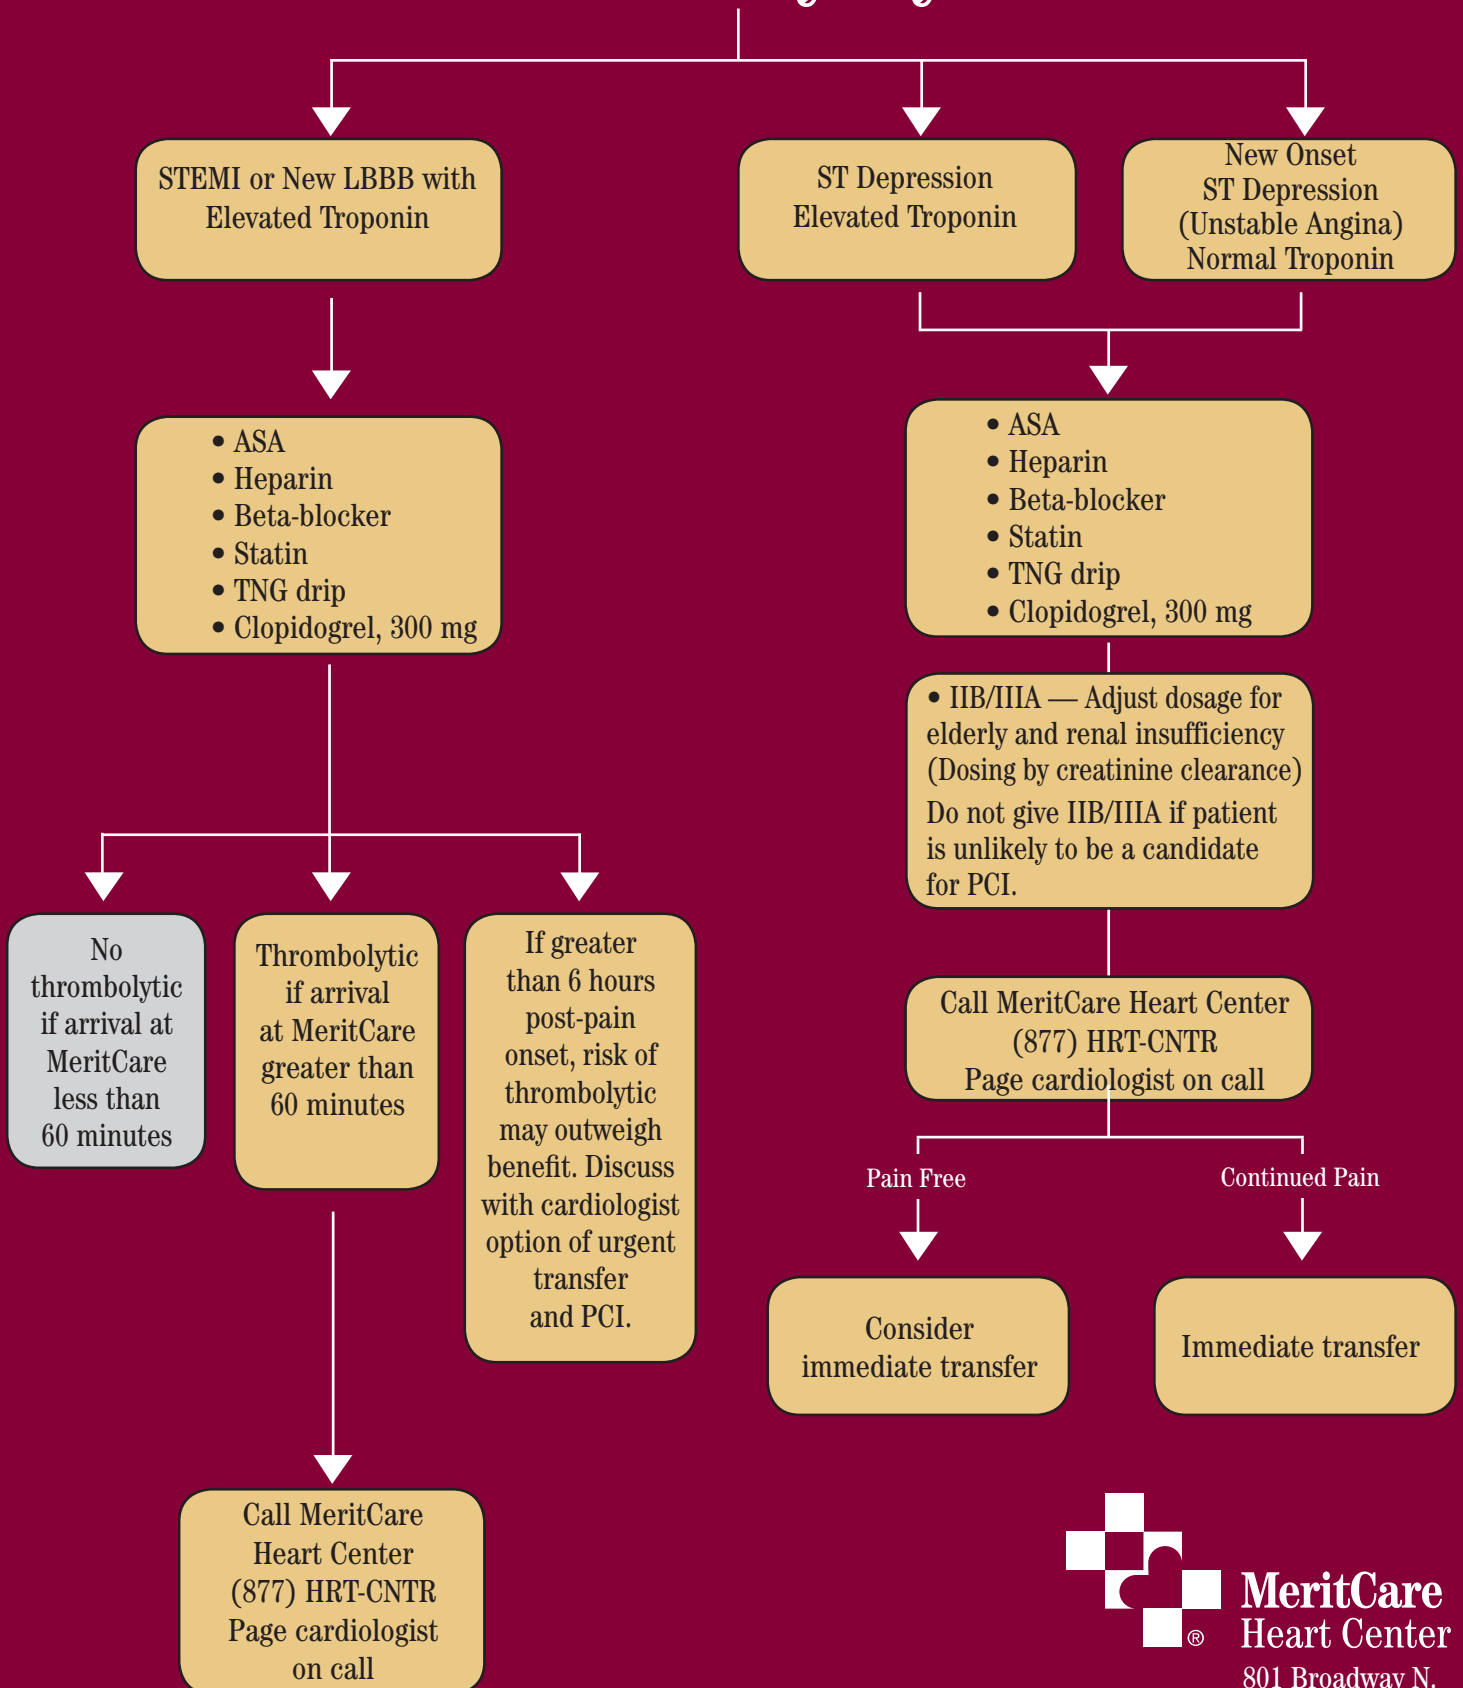 STEMI or New LBBB with
Elevated Troponin
ST Depression
Elevated Troponin
New Onset
ST Depression
(Unstable Angina)
Normal Troponin
• ASA
• Heparin
• Beta-blocker
• Statin
• TNG drip
• Clopidogrel, 300 mg
• ASA
• Heparin
• Beta-blocker
• Statin
• TNG drip
• Clopidogrel, 300 mg
• IIB/IIIA — Adjust dosage for
elderly and renal insufficiency
(Dosing by creatinine clearance)
Do not give IIB/IIIA if patient
is unlikely to be a candidate
for PCI.
No
thrombolytic
if arrival at
MeritCare
less than
60 minutes
Thrombolytic
if arrival
at MeritCare
greater than
60 minutes
If greater
than 6 hours
post-pain
onset, risk of
thrombolytic
may outweigh
benefit. Discuss
with cardiologist
option of urgent
transfer
and PCI.
Call MeritCare Heart Center
(877) HRT-CNTR
Page cardiologist on call
Pain Free
Continued Pain
Consider
immediate transfer
Immediate transfer
Call MeritCare
Heart Center
(877) HRT-CNTR
Page cardiologist
on call
®
MeritCare
Heart Center
801 Broadway N.